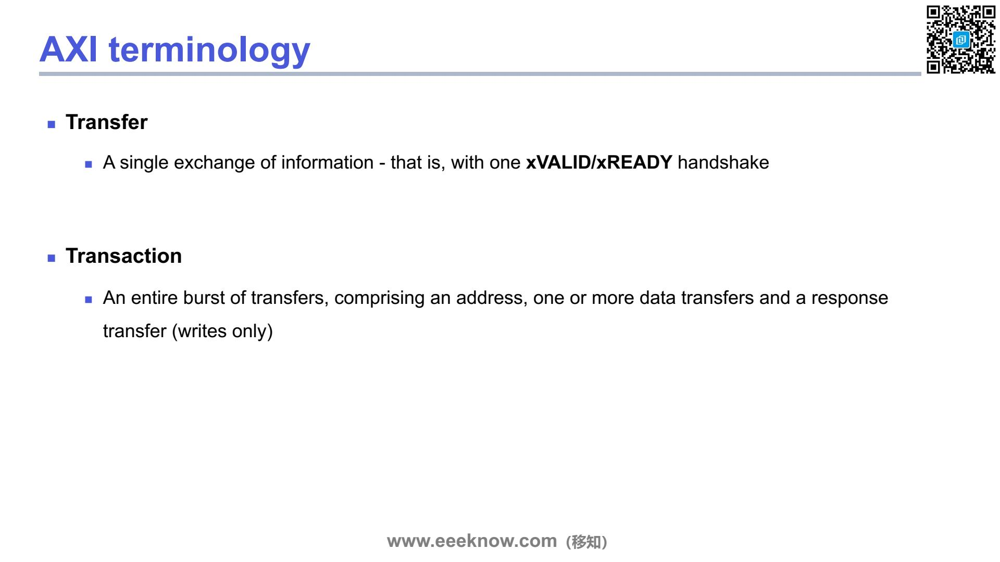 AXI terminology
Transfer
A single exchange of information - that is, with one xVALID/xREADY handshake
Transaction
An entire burst of transfers, comprising an address, one or more data transfers and a response
transfer (writes only)
www.eeeknow.com (移知)